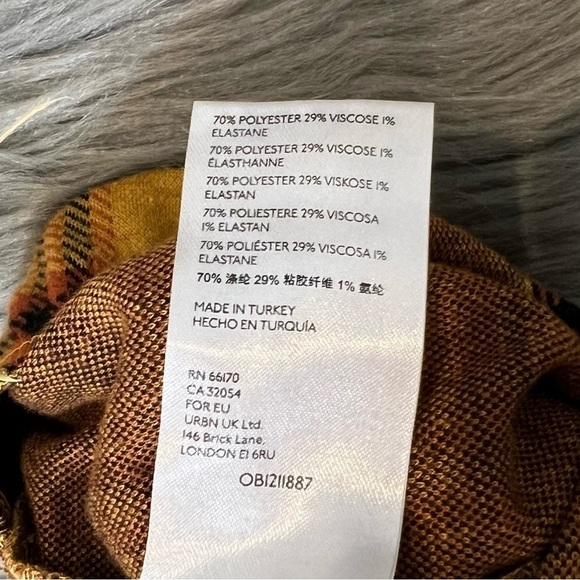 70% POLYESTER 29% VISCOSE 1%
ELASTANE
70% POLYESTER 29% VISCOSE 1%
ÉLASTHANNE
70% POLYESTER 29% VISKOSE 1%
ELASTAN
70% POLIESTERE 29% VISCOSA
1% ELASTAN
70% POLIÉSTER 29% VISCOSA 1%
ELASTANE
70% 涤纶 29% 粘胶纤维 1% 氨纶
MADE IN TURKEY
HECHO EN TURQUÍA
RN 66170
CA 32054
FOR EU
URBN UK Ltd.
146 Brick Lane,
LONDON E1 6RU
OB1211887